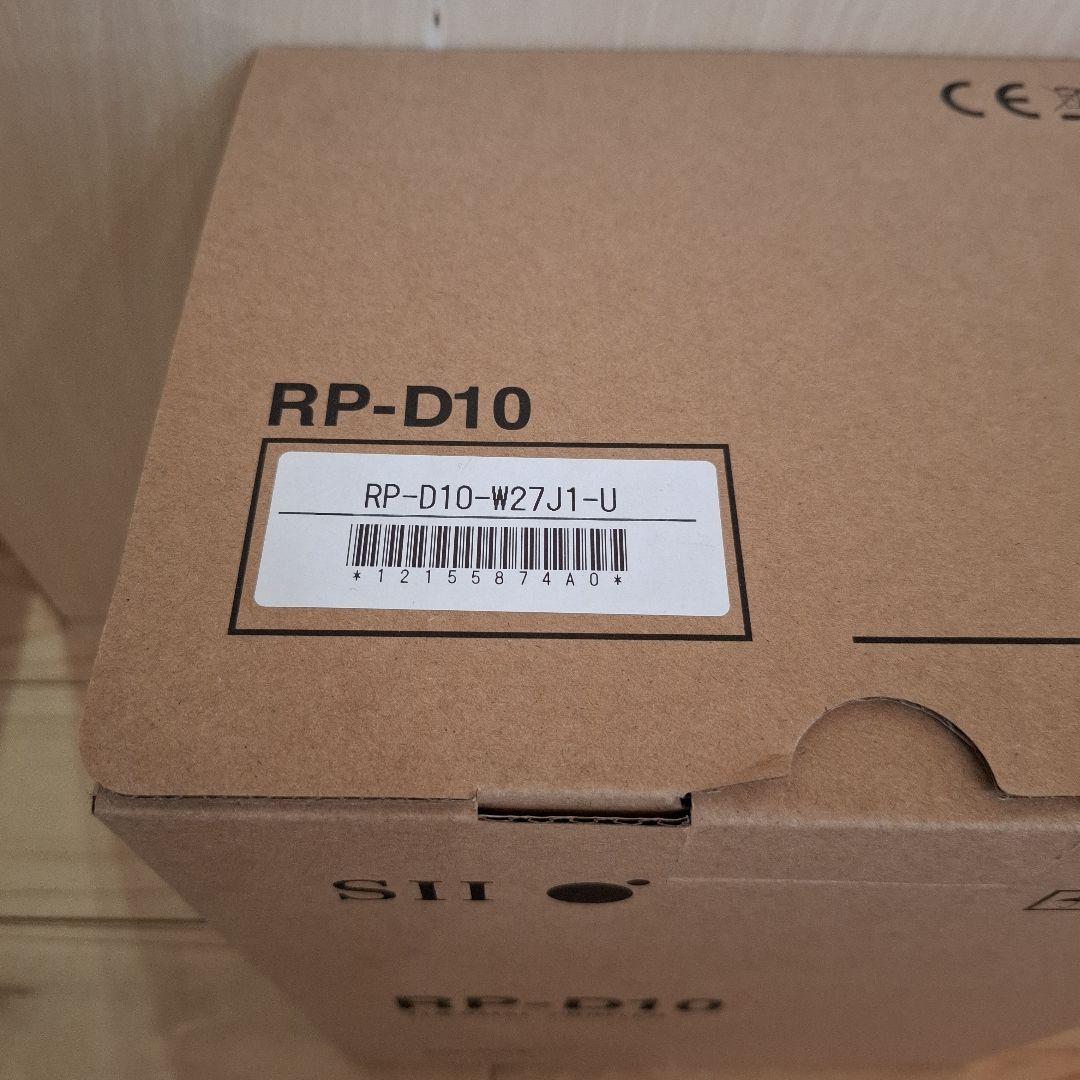 CE
RP-D10
RP-D10-W27J1-U
*12155874A0*
SII
RP-D10